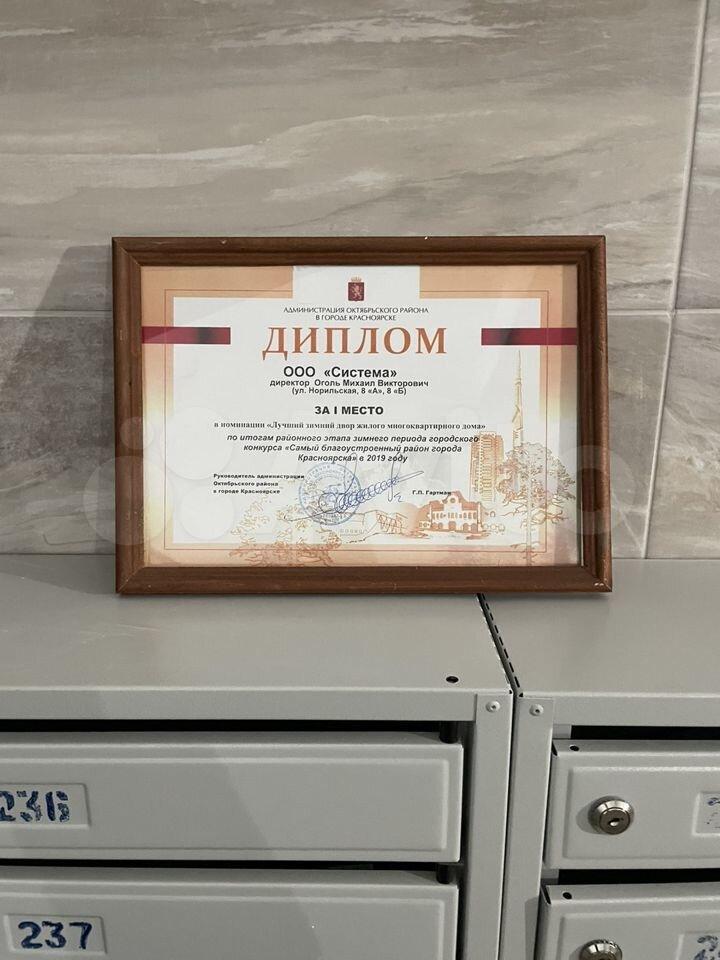 АДМИНИСТРАЦИЯ ОКТЯБРЬСКОГО РАЙОНА
В ГОРОДЕ КРАСНОЯРСКЕ
ДИПЛОМ
ООО «Система»
директор Оголь Михаил Викторович
(ул. Норильская, 8 «А», 8 «Б»)
ЗА I МЕСТО
в номинации «Лучший зимний двор жилого многоквартирного дома»
по итогам районного этапа зимнего периода городского
конкурса «Самый благоустроенный район города
Красноярска» в 2019 году
Руководитель администрации
Октябрьского района
в городе Красноярске
Г.П. Гартман
236
237